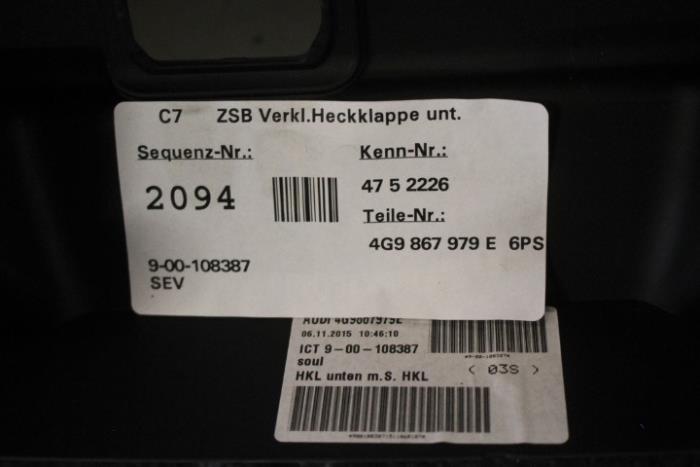 C7 ZSB Verkl.Heckklappe unt.
Sequenz-Nr.:
2094
Kenn-Nr.:
47 5 2226
Teile-Nr.:
4G9 867 979 E 6PS
9-00-108387
SEV
AUDI 4G9867979E
06.11.2015 10:46:10
ICT 9-00-108387
soul
HKL unten m.S. HKL
< 03S >